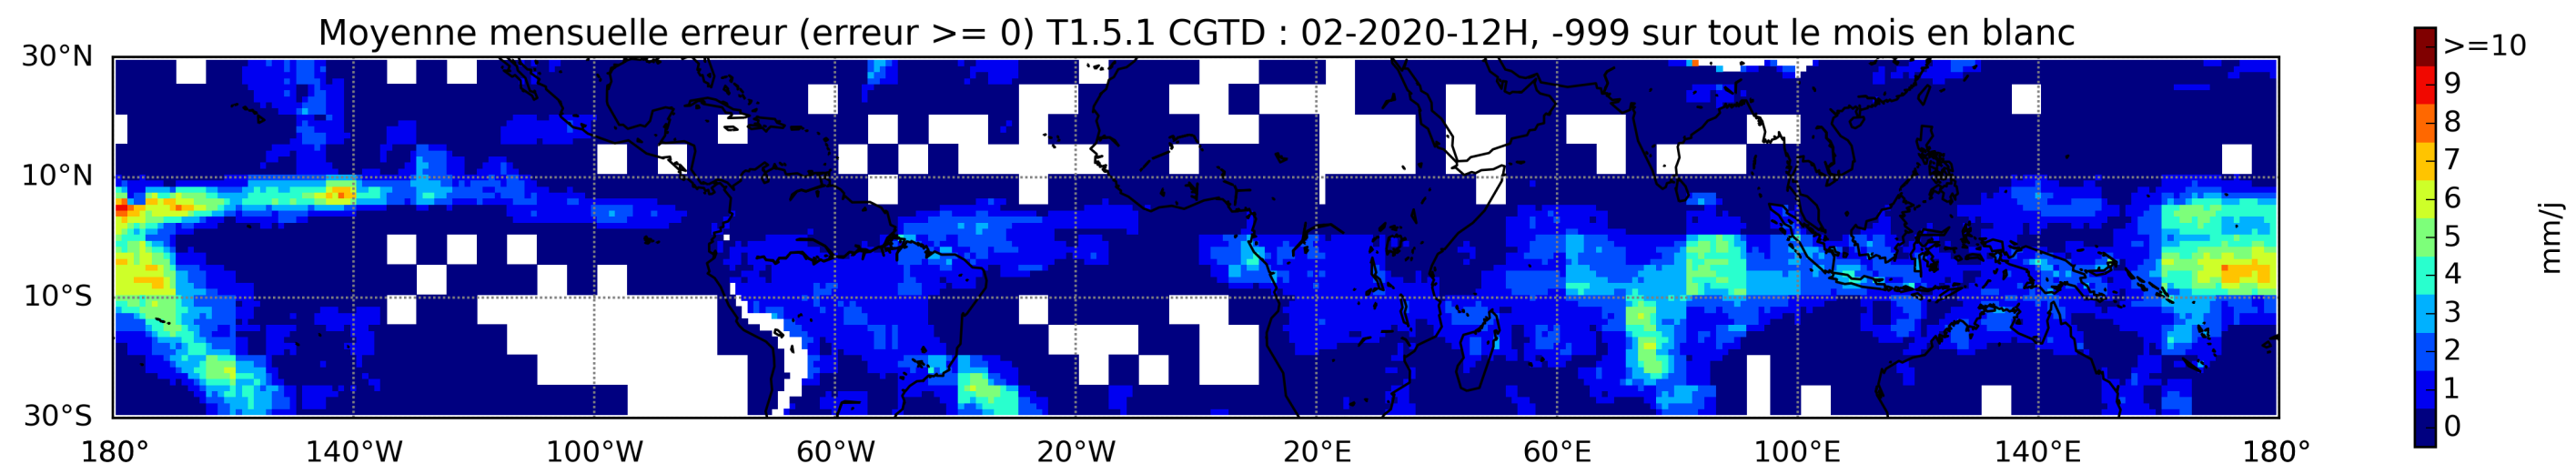 Moyenne mensuelle erreur (erreur >= 0) T1.5.1 CGTD : 02-2020-12H, -999 sur tout le mois en blanc
30°N
10°N
10°S
30°S
180° 140°W 100°W 60°W 20°W 20°E 60°E 100°E 140°E 180°
>=10
9
8
7
6
5
4
3
2
1
0
mm/j